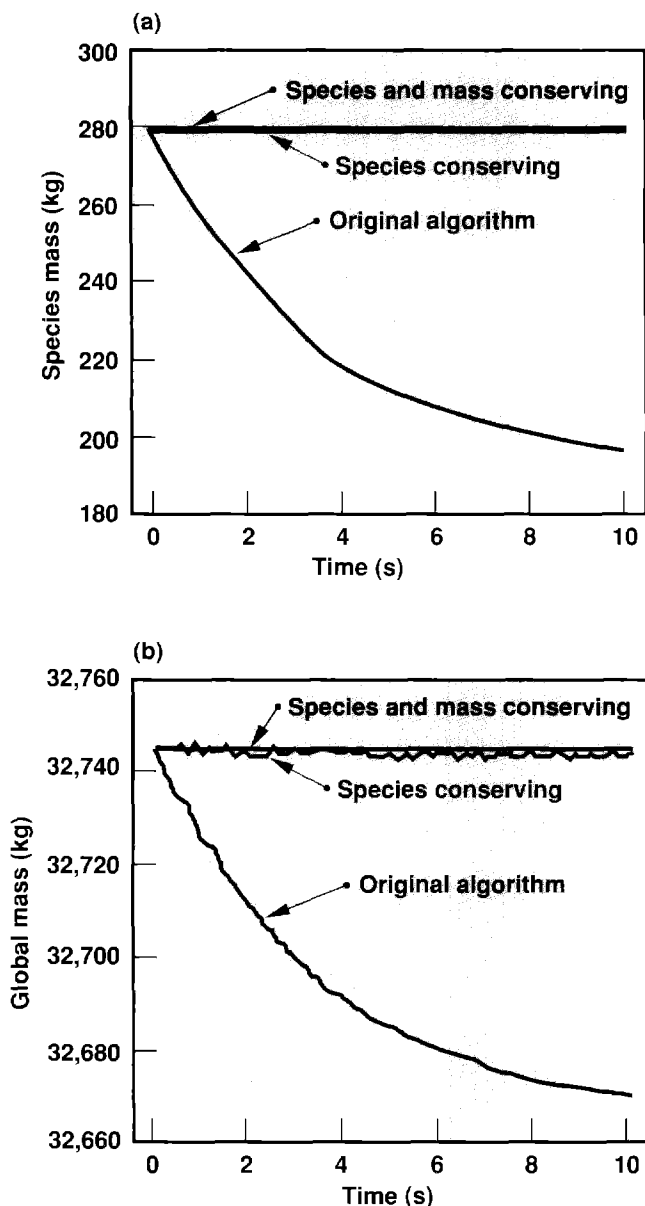 (a)
300
280
260
240
220
200
180
Species mass (kg)
Species and mass conserving
Species conserving
Original algorithm
0 2 4 6 8 10
Time (s)
(b)
32,760
32,740
32,720
32,700
32,680
32,660
Global mass (kg)
Species and mass conserving
Species conserving
Original algorithm
0 2 4 6 8 10
Time (s)